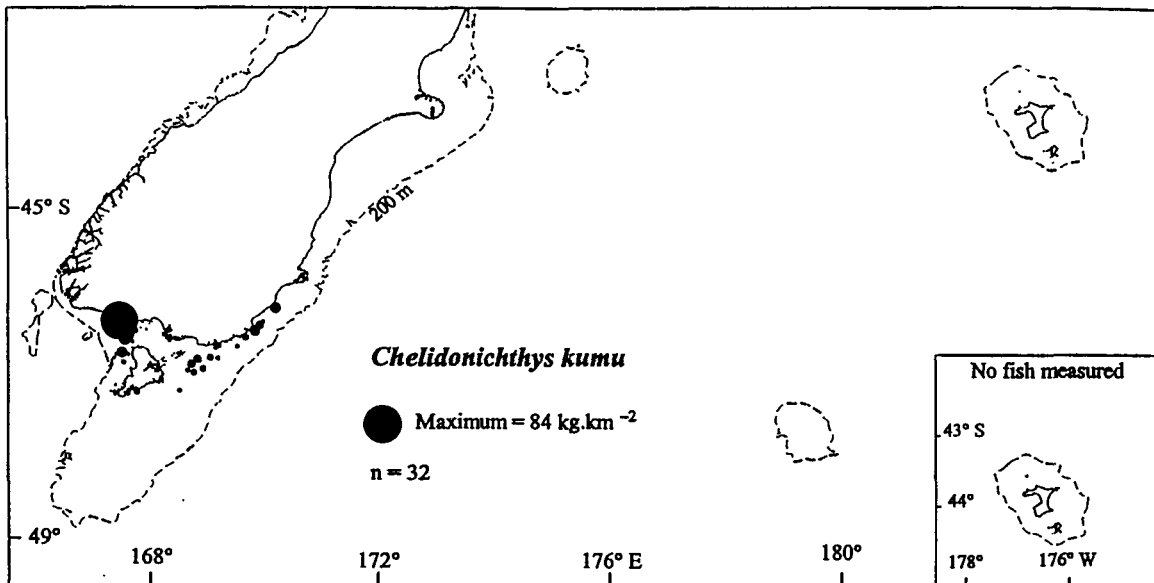 45° S
200 m
Chelidonichthys kumu
Maximum = 84 kg.km ⁻²
n = 32
No fish measured
43° S
44°
49°
168°
172°
176° E
180°
178°
176° W